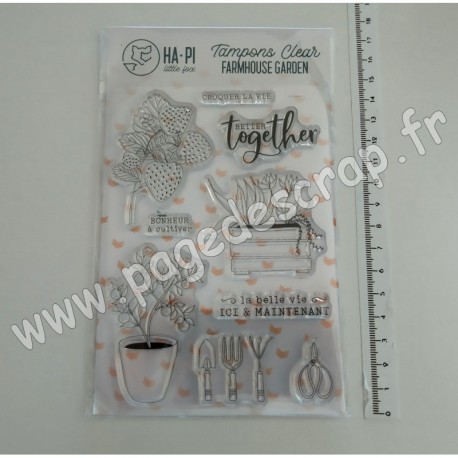 HA-PI
little fox
Tampons Clear
FARMHOUSE GARDEN
CROQUER LA VIE
BETTER
together
BONHEUR
à cultiver
la belle vie
ICI & MAINTENANT
www.pagedescrap.fr